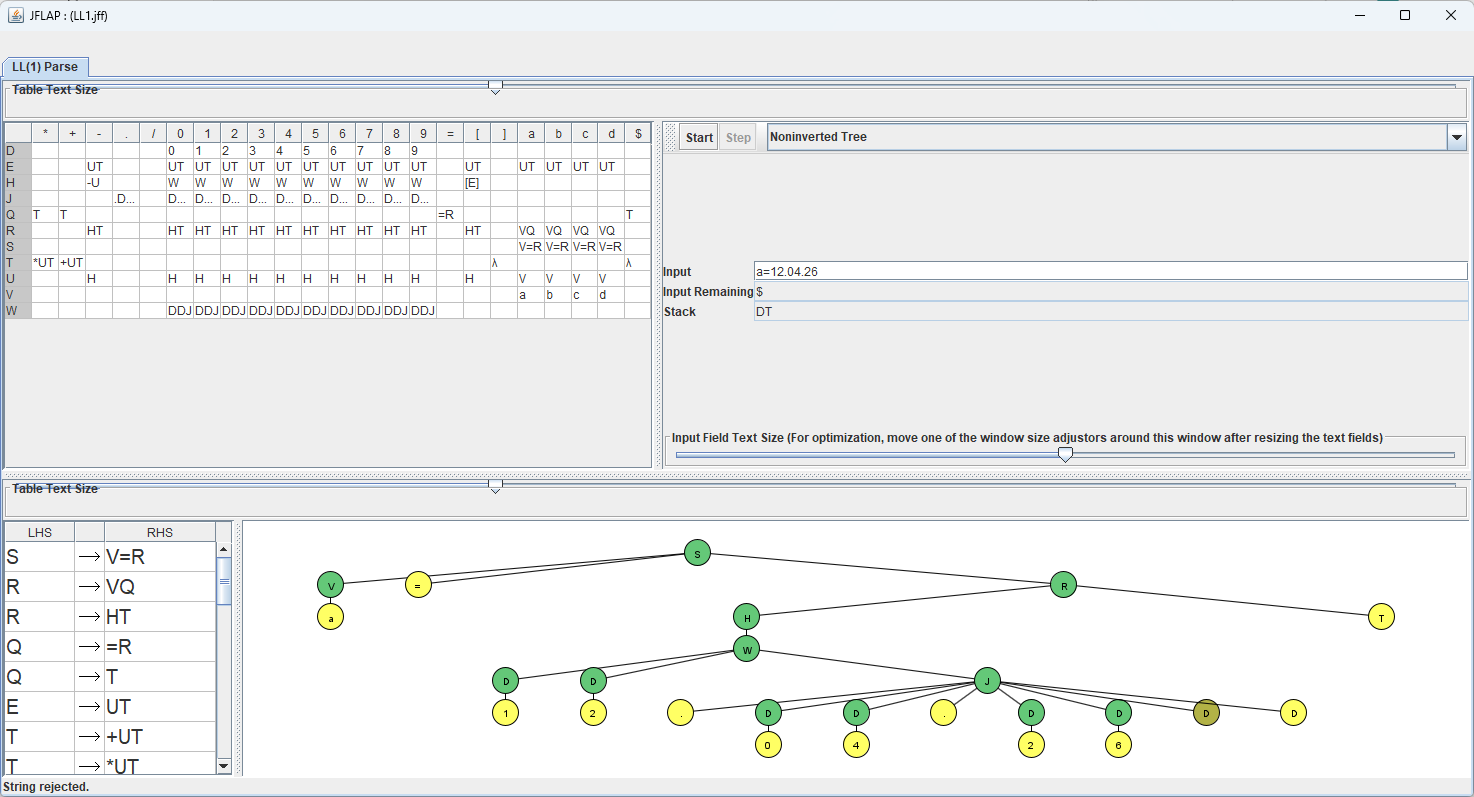 JFLAP : (LL1.jff)
LL(1) Parse
Table Text Size
* + - . / 0 1 2 3 4 5 6 7 8 9 = [ ] a b c d $
D 0 1 2 3 4 5 6 7 8 9
E UT UT UT UT UT UT UT UT UT UT UT UT UT UT UT UT
H -U W W W W W W W W W W [E]
J .D... D... D... D... D... D... D... D... D... D... D...
Q T T =R T
R HT HT HT HT HT HT HT HT HT HT HT HT VQ VQ VQ VQ
S V=R V=R V=R V=R
T *UT +UT λ λ
U H H H H H H H H H H H H V V V V
V a b c d
W DDJ DDJ DDJ DDJ DDJ DDJ DDJ DDJ DDJ DDJ
Start Step Noninverted Tree
Input a=12.04.26
Input Remaining $
Stack DT
Input Field Text Size (For optimization, move one of the window size adjustors around this window after resizing the text fields)
Table Text Size
LHS RHS
S → V=R
R → VQ
R → HT
Q → =R
Q → T
E → UT
T → +UT
T → *UT
S
V = R
a H T
W
D D J
1 2 . D D . D D D D
0 4 2 6
String rejected.